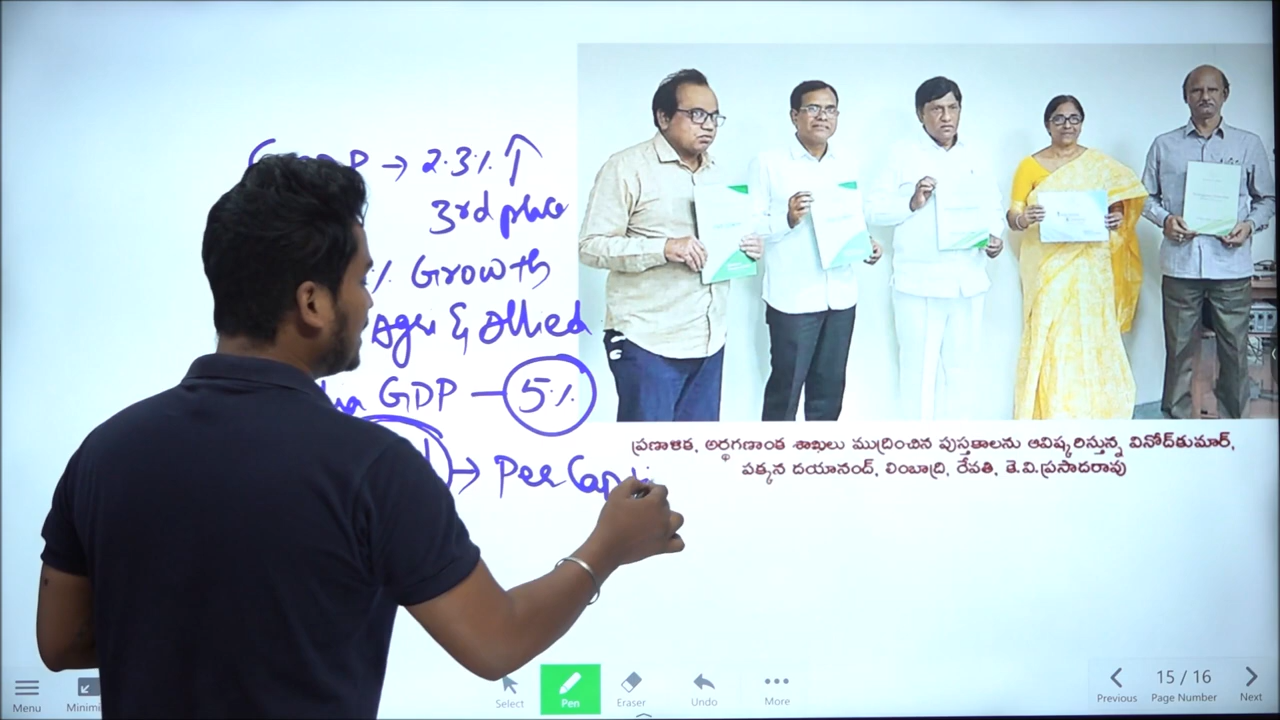 → 2.3% ↑
3rd place
% Growth
Agri & Allied
GDP — 5%
→ Per Capi
ప్రణాళిక, అర్థగణాంక శాఖలు ముద్రించిన పుస్తకాలను ఆవిష్కరిస్తున్న వినోద్‌కుమార్,
పక్కన దయానంద్, లింబాద్రి, రేవతి, తె.వి.ప్రసాదరావు
Menu
Select
Pen
Eraser
Undo
More
Previous
15 / 16
Page Number
Next